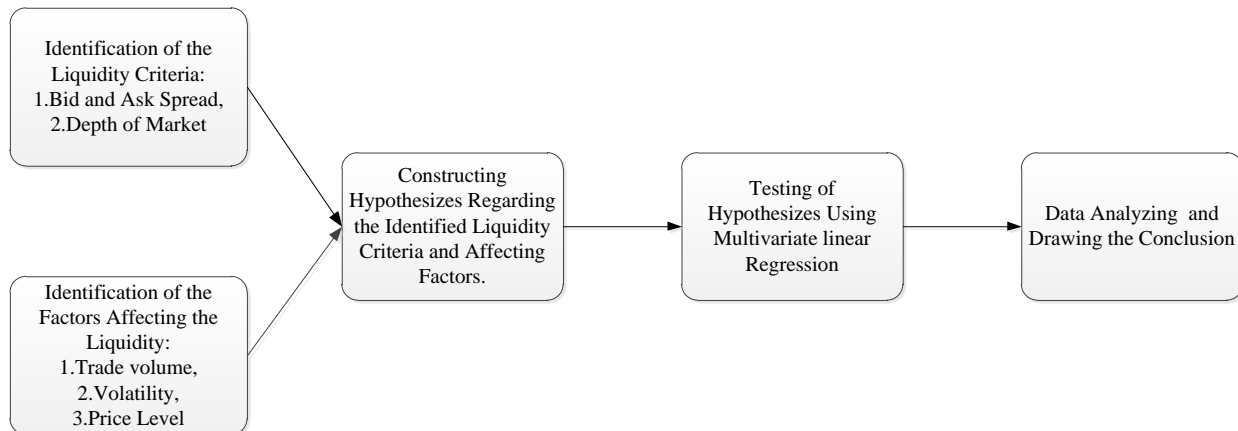 Identification of the
Liquidity Criteria:
1.Bid and Ask Spread,
2.Depth of Market
Identification of the
Factors Affecting the
Liquidity:
1.Trade volume,
2.Volatility,
3.Price Level
Constructing
Hypothesizes Regarding
the Identified Liquidity
Criteria and Affecting
Factors.
Testing of
Hypothesizes Using
Multivariate linear
Regression
Data Analyzing and
Drawing the Conclusion